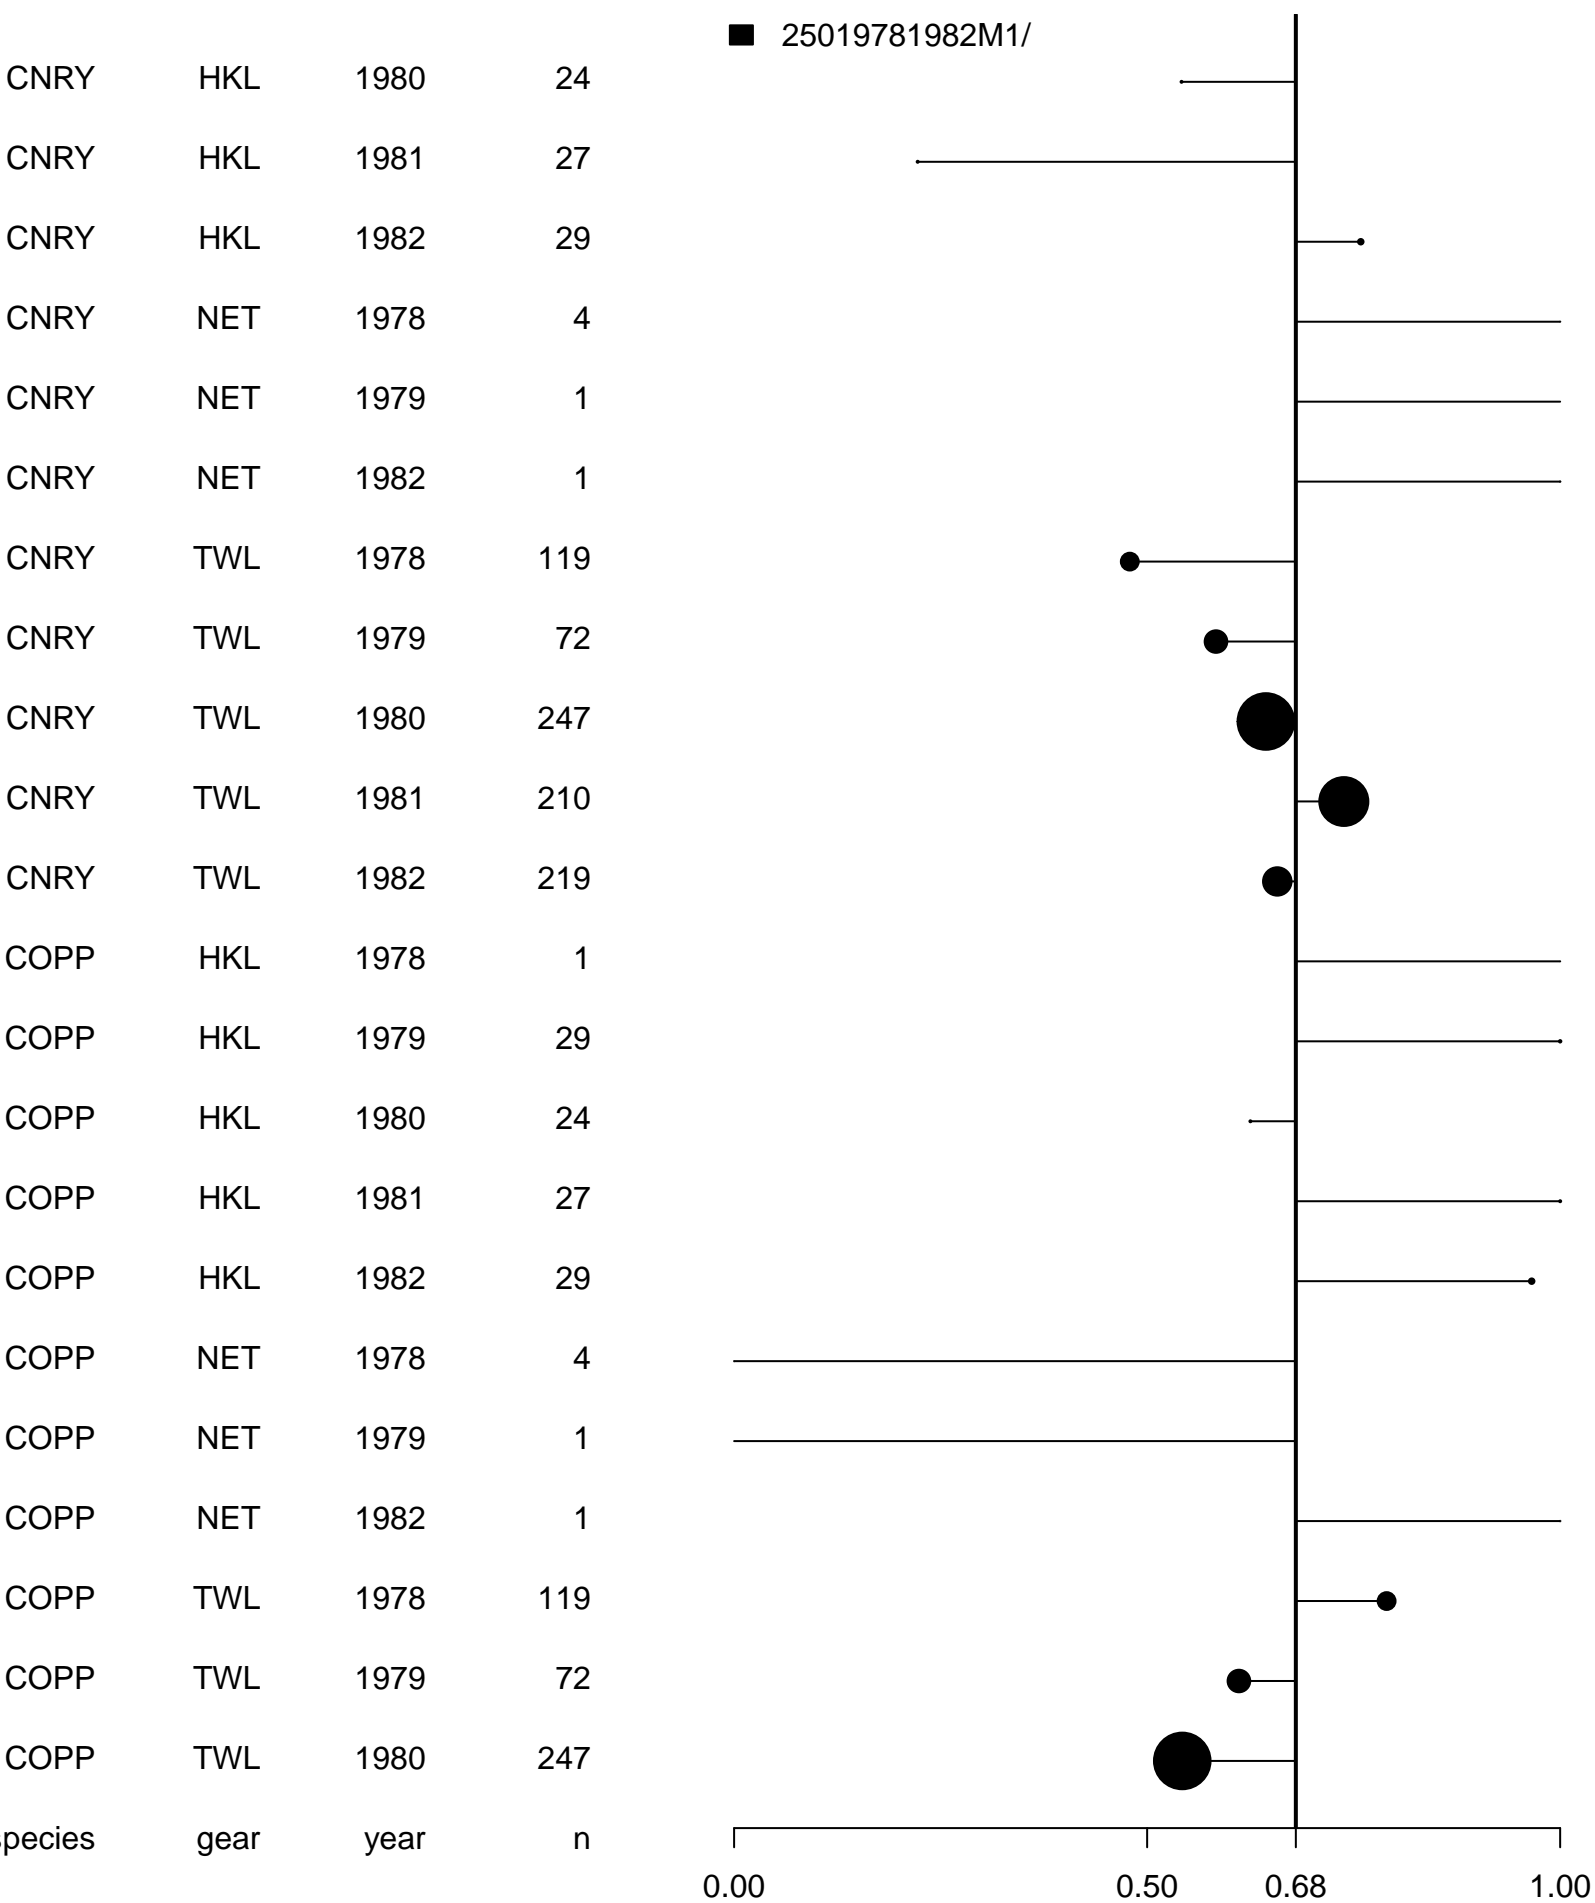 25019781982M1/
CNRY HKL 1980 24
CNRY HKL 1981 27
CNRY HKL 1982 29
CNRY NET 1978 4
CNRY NET 1979 1
CNRY NET 1982 1
CNRY TWL 1978 119
CNRY TWL 1979 72
CNRY TWL 1980 247
CNRY TWL 1981 210
CNRY TWL 1982 219
COPP HKL 1978 1
COPP HKL 1979 29
COPP HKL 1980 24
COPP HKL 1981 27
COPP HKL 1982 29
COPP NET 1978 4
COPP NET 1979 1
COPP NET 1982 1
COPP TWL 1978 119
COPP TWL 1979 72
COPP TWL 1980 247
species gear year n
0.00 0.50 0.68 1.00